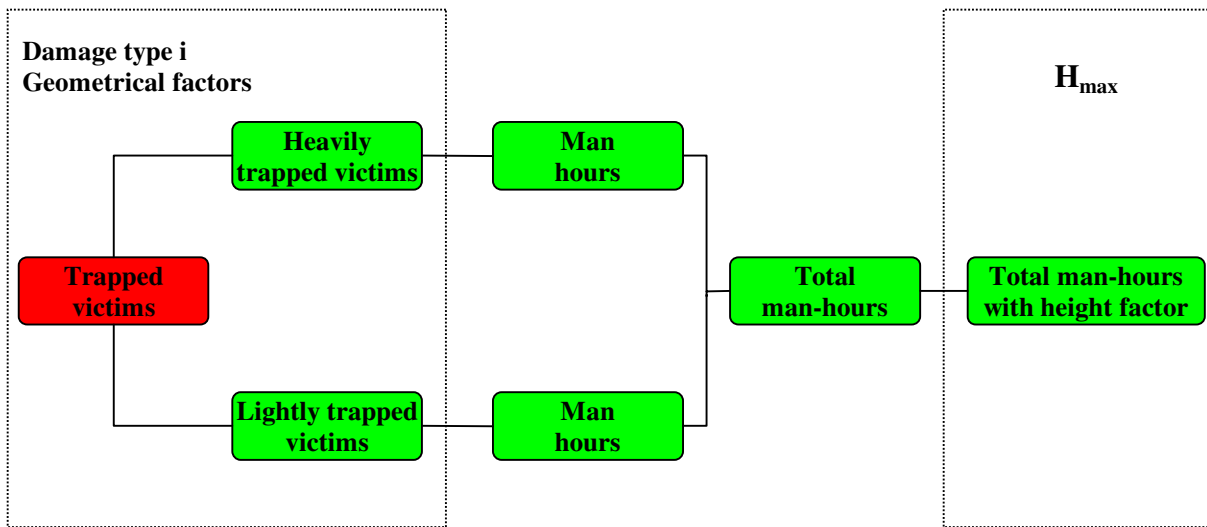 Damage type i
Geometrical factors
H_max
Heavily
trapped victims
Man
hours
Trapped
victims
Total
man-hours
Total man-hours
with height factor
Lightly trapped
victims
Man
hours